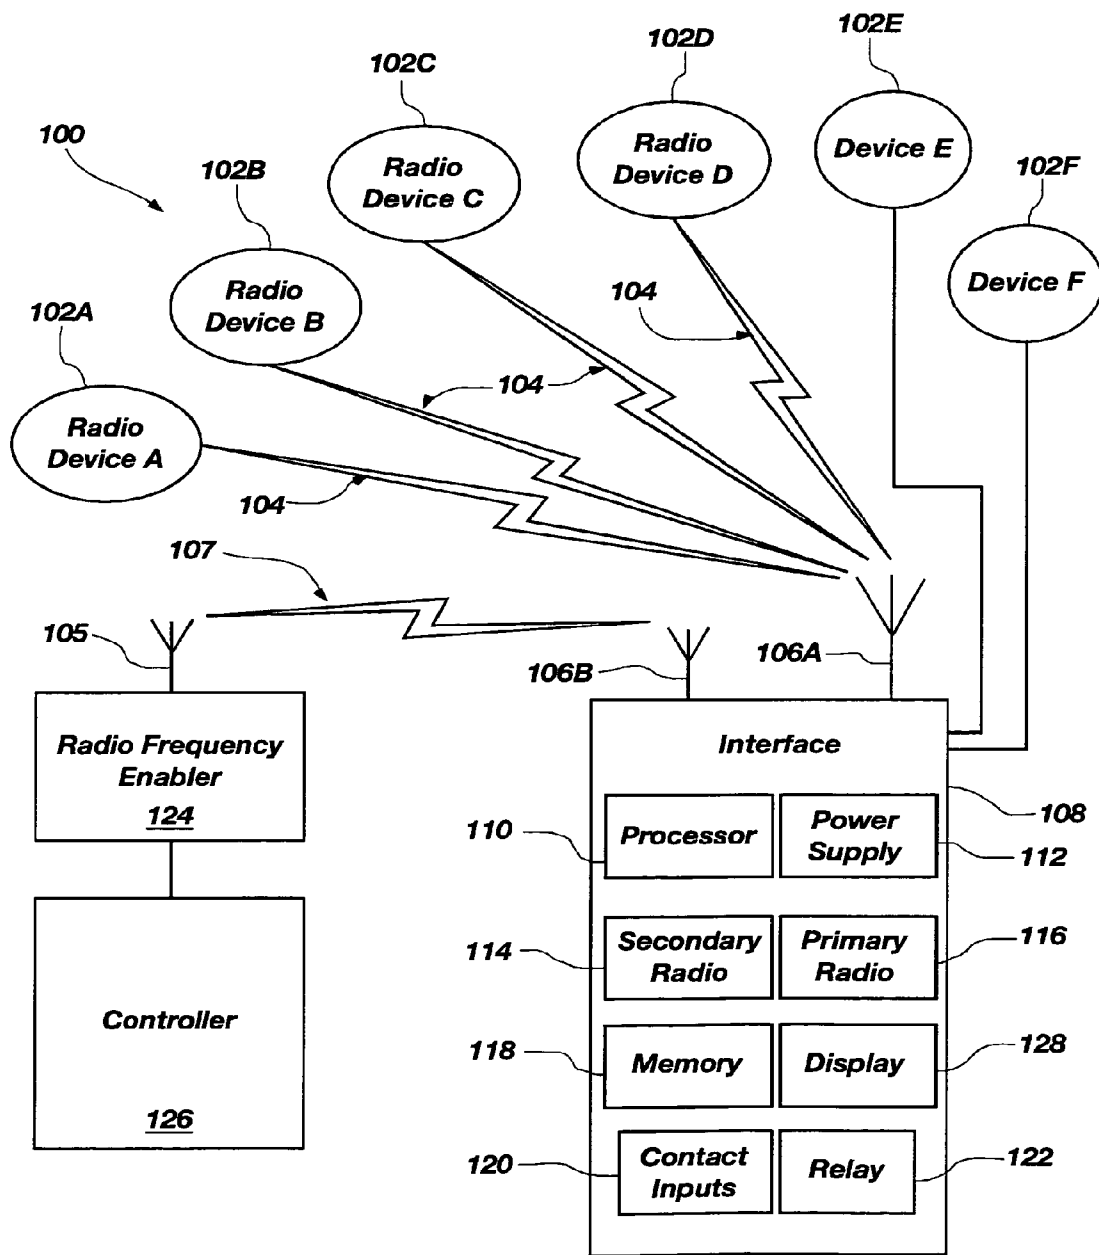 102E
102D
102C
100
102B
102F
102A
Radio
Device D
Device E
Radio
Device C
Device F
Radio
Device B
104
104
Radio
Device A
104
107
105
106B
106A
Radio Frequency
Enabler
124
Interface
108
110
Processor
Power
Supply
112
114
Secondary
Radio
Primary
Radio
116
Controller
126
118
Memory
Display
128
120
Contact
Inputs
Relay
122